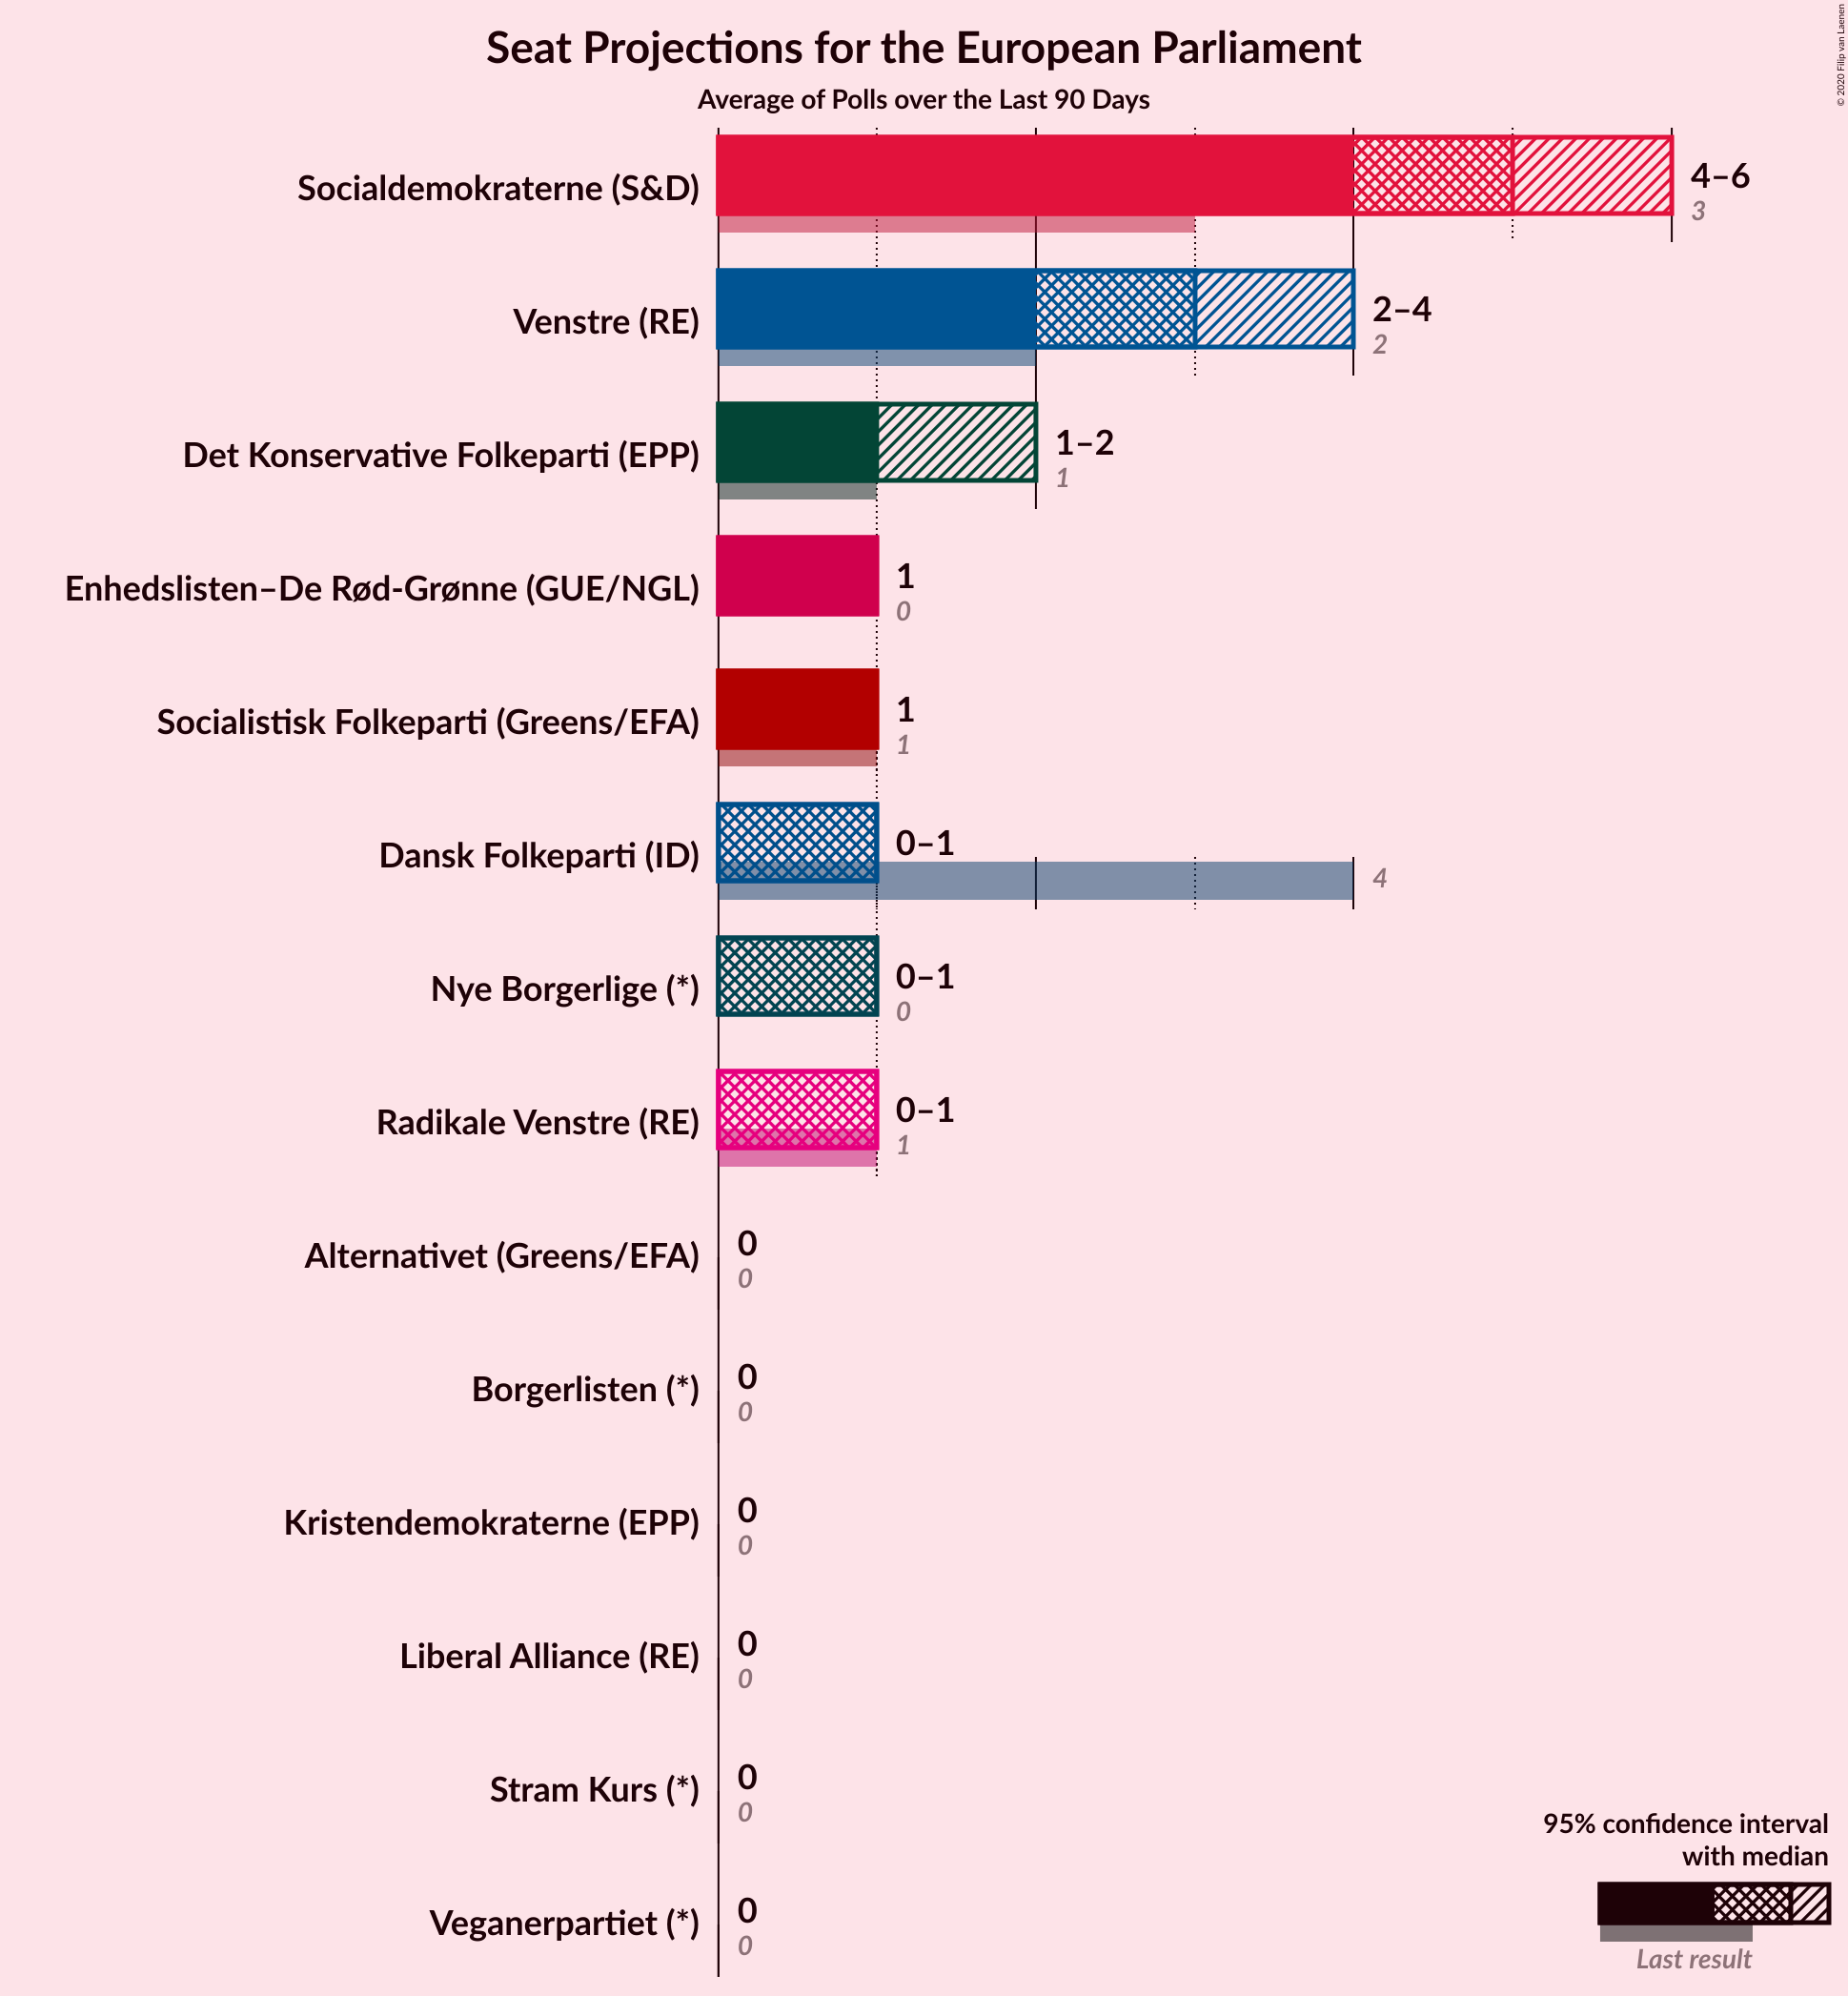 Seat Projections for the European Parliament
Average of Polls over the Last 90 Days
© 2020 Filip van Laenen
Socialdemokraterne (S&D)
4–6
3
Venstre (RE)
2–4
2
Det Konservative Folkeparti (EPP)
1–2
1
Enhedslisten–De Rød-Grønne (GUE/NGL)
1
0
Socialistisk Folkeparti (Greens/EFA)
1
1
Dansk Folkeparti (ID)
0–1
4
Nye Borgerlige (*)
0–1
0
Radikale Venstre (RE)
0–1
1
Alternativet (Greens/EFA)
0
0
Borgerlisten (*)
0
0
Kristendemokraterne (EPP)
0
0
Liberal Alliance (RE)
0
0
Stram Kurs (*)
0
0
Veganerpartiet (*)
0
0
95% confidence interval
with median
Last result